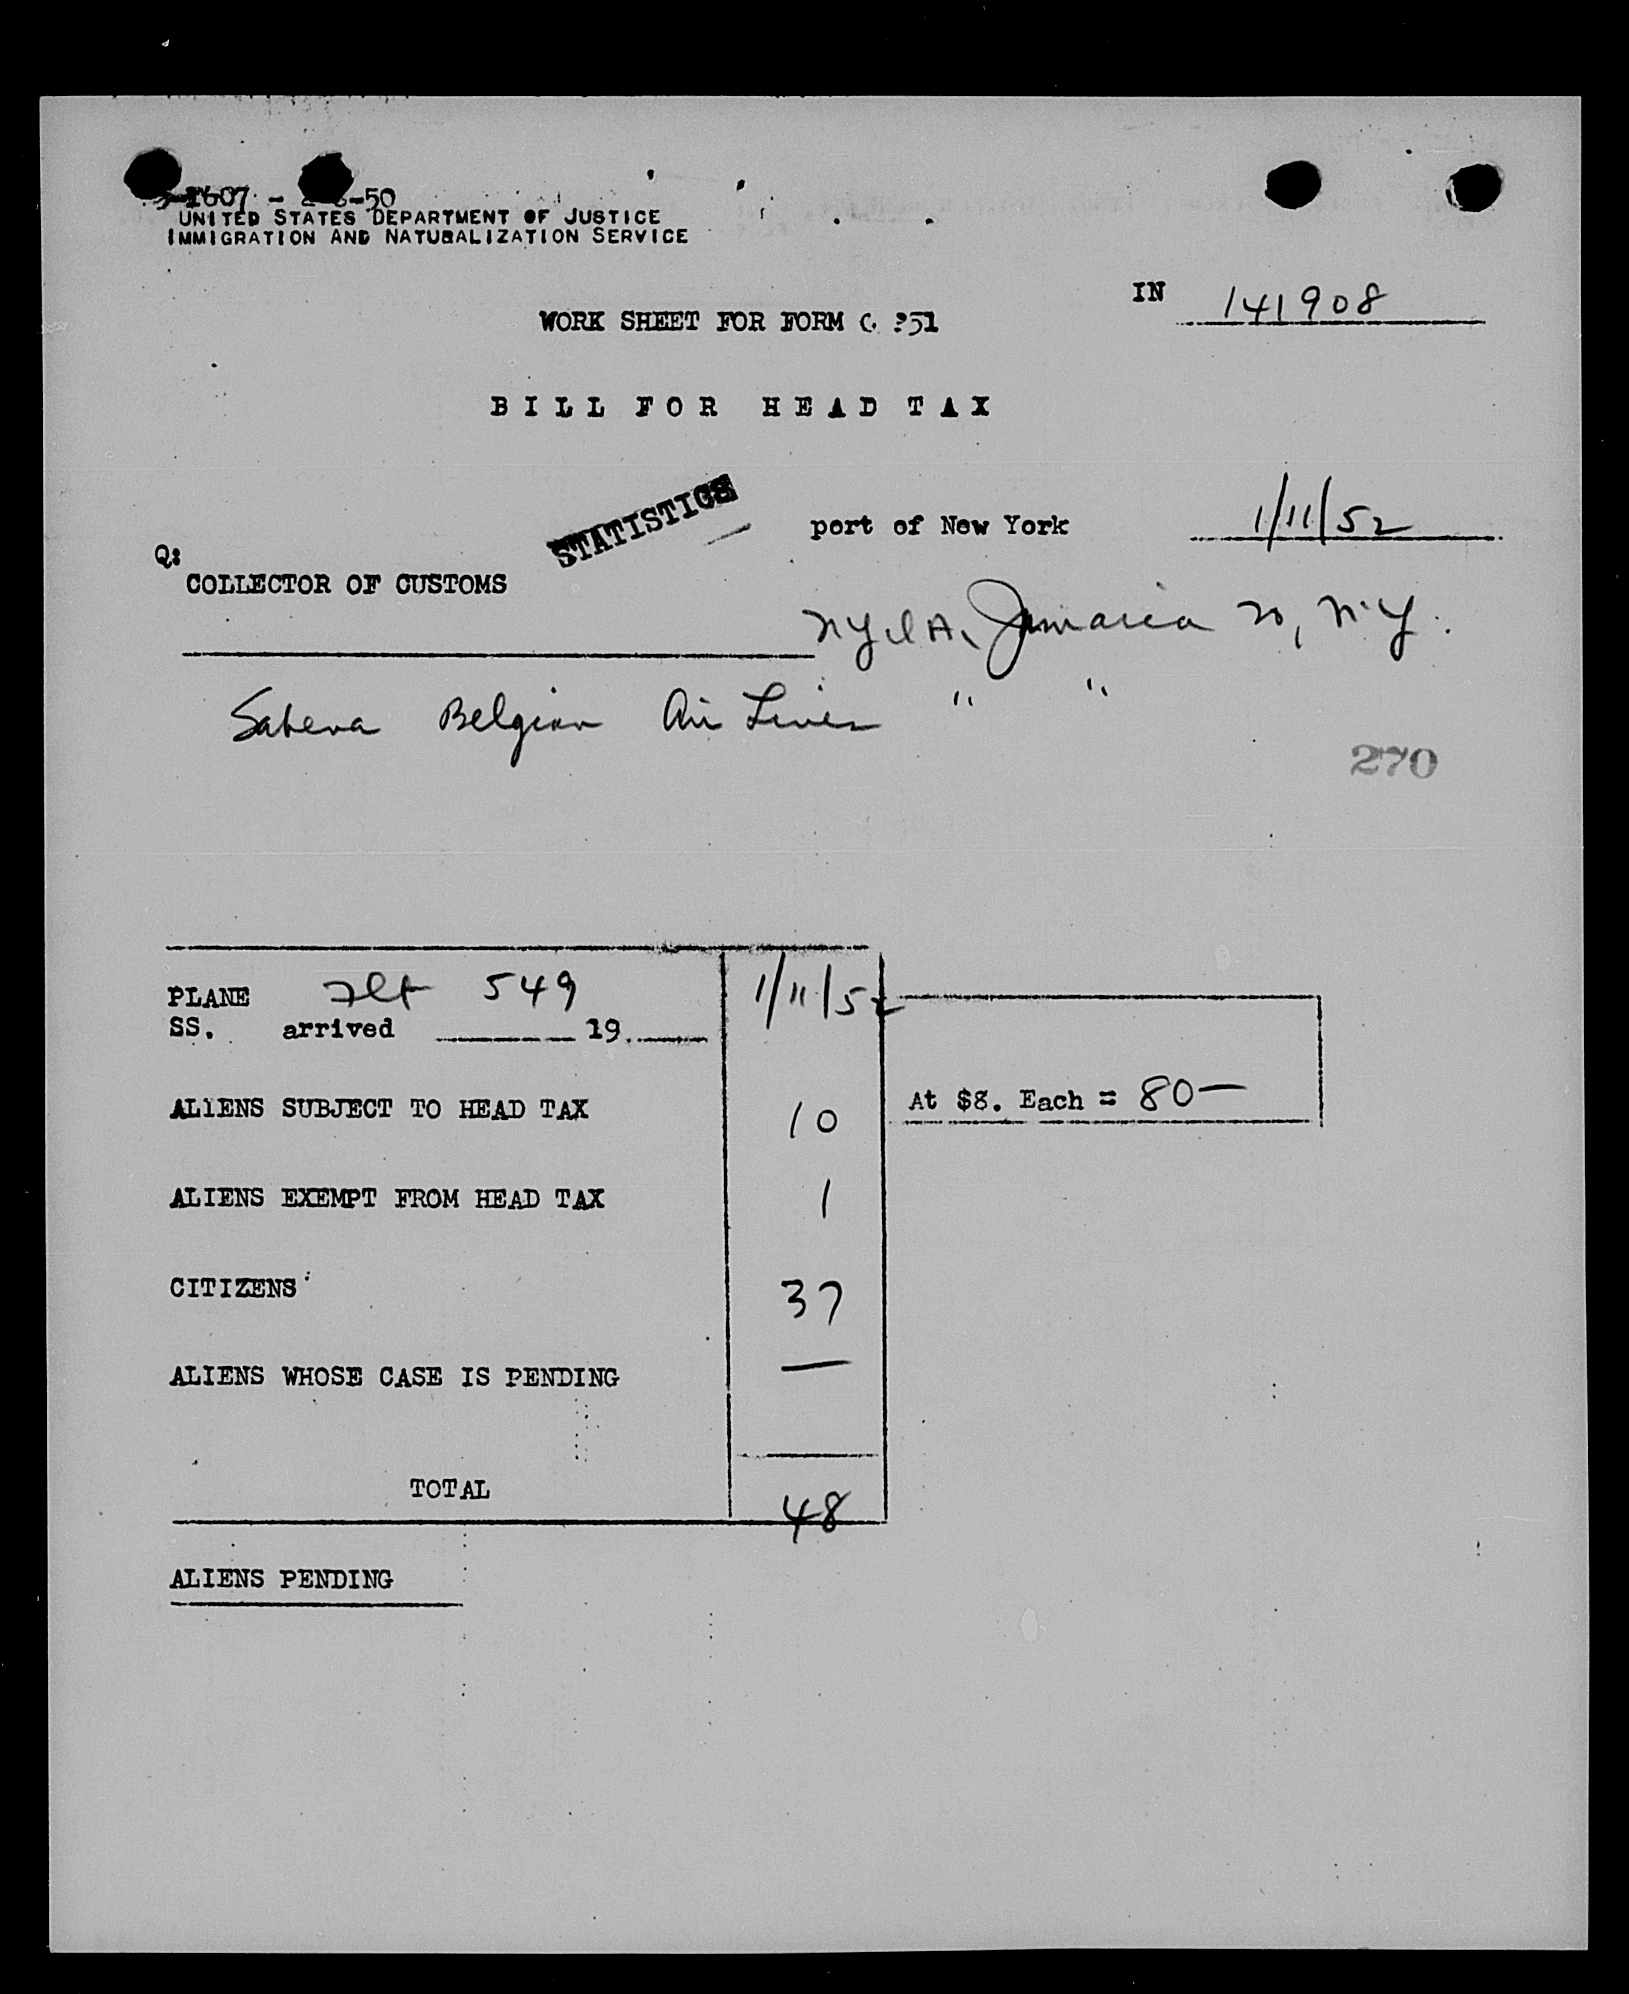 -50
UNITED STATES DEPARTMENT OF JUSTICE
IMMIGRATION AND NATURALIZATION SERVICE
IN 141908
WORK SHEET FOR FORM
BILL FOR HEAD TAX
STATISTICS
port of New York 1/11/52
Q:
COLLECTOR OF CUSTOMS
NYIA, Jamaica 20, N.Y.
Sabena Belgian Air Lines " "
270
PLANE Flt 549 1/11/52
SS. arrived 19
ALIENS SUBJECT TO HEAD TAX 10 At $8. Each = 80—
ALIENS EXEMPT FROM HEAD TAX 1
CITIZENS 37
ALIENS WHOSE CASE IS PENDING —
TOTAL 48
ALIENS PENDING